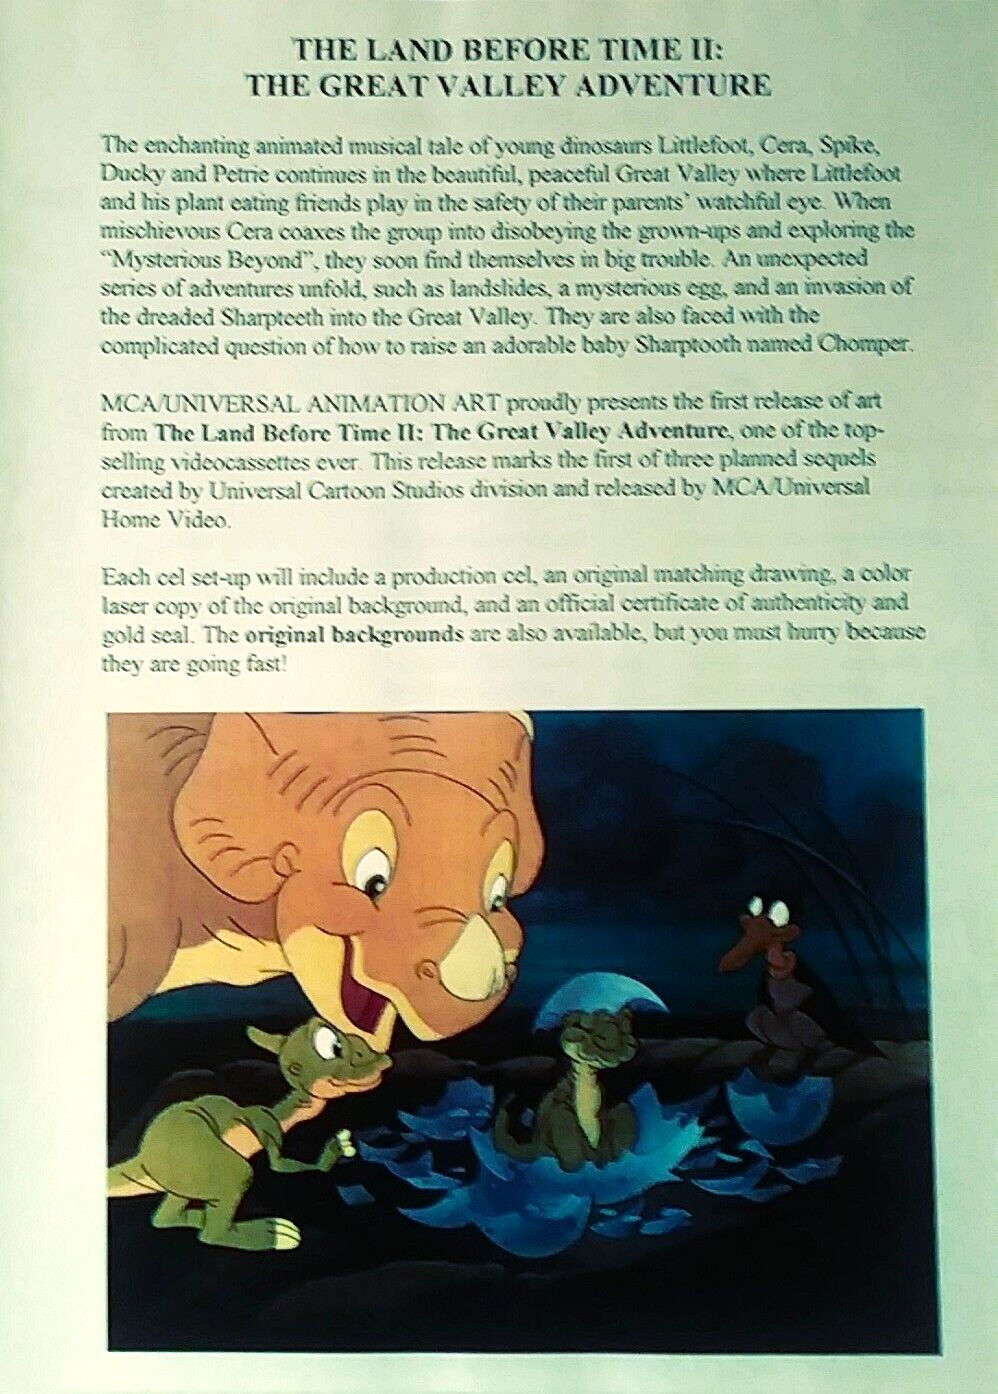 THE LAND BEFORE TIME II:
THE GREAT VALLEY ADVENTURE
The enchanting animated musical tale of young dinosaurs Littlefoot, Cera, Spike,
Ducky and Petrie continues in the beautiful, peaceful Great Valley where Littlefoot
and his plant eating friends play in the safety of their parents' watchful eye. When
mischievous Cera coaxes the group into disobeying the grown-ups and exploring the
"Mysterious Beyond", they soon find themselves in big trouble. An unexpected
series of adventures unfold, such as landslides, a mysterious egg, and an invasion of
the dreaded Sharpteeth into the Great Valley. They are also faced with the
complicated question of how to raise an adorable baby Sharptooth named Chomper.
MCA/UNIVERSAL ANIMATION ART proudly presents the first release of art
from The Land Before Time II: The Great Valley Adventure, one of the top-
selling videocassettes ever. This release marks the first of three planned sequels
created by Universal Cartoon Studios division and released by MCA/Universal
Home Video.
Each cel set-up will include a production cel, an original matching drawing, a color
laser copy of the original background, and an official certificate of authenticity and
gold seal. The original backgrounds are also available, but you must hurry because
they are going fast!